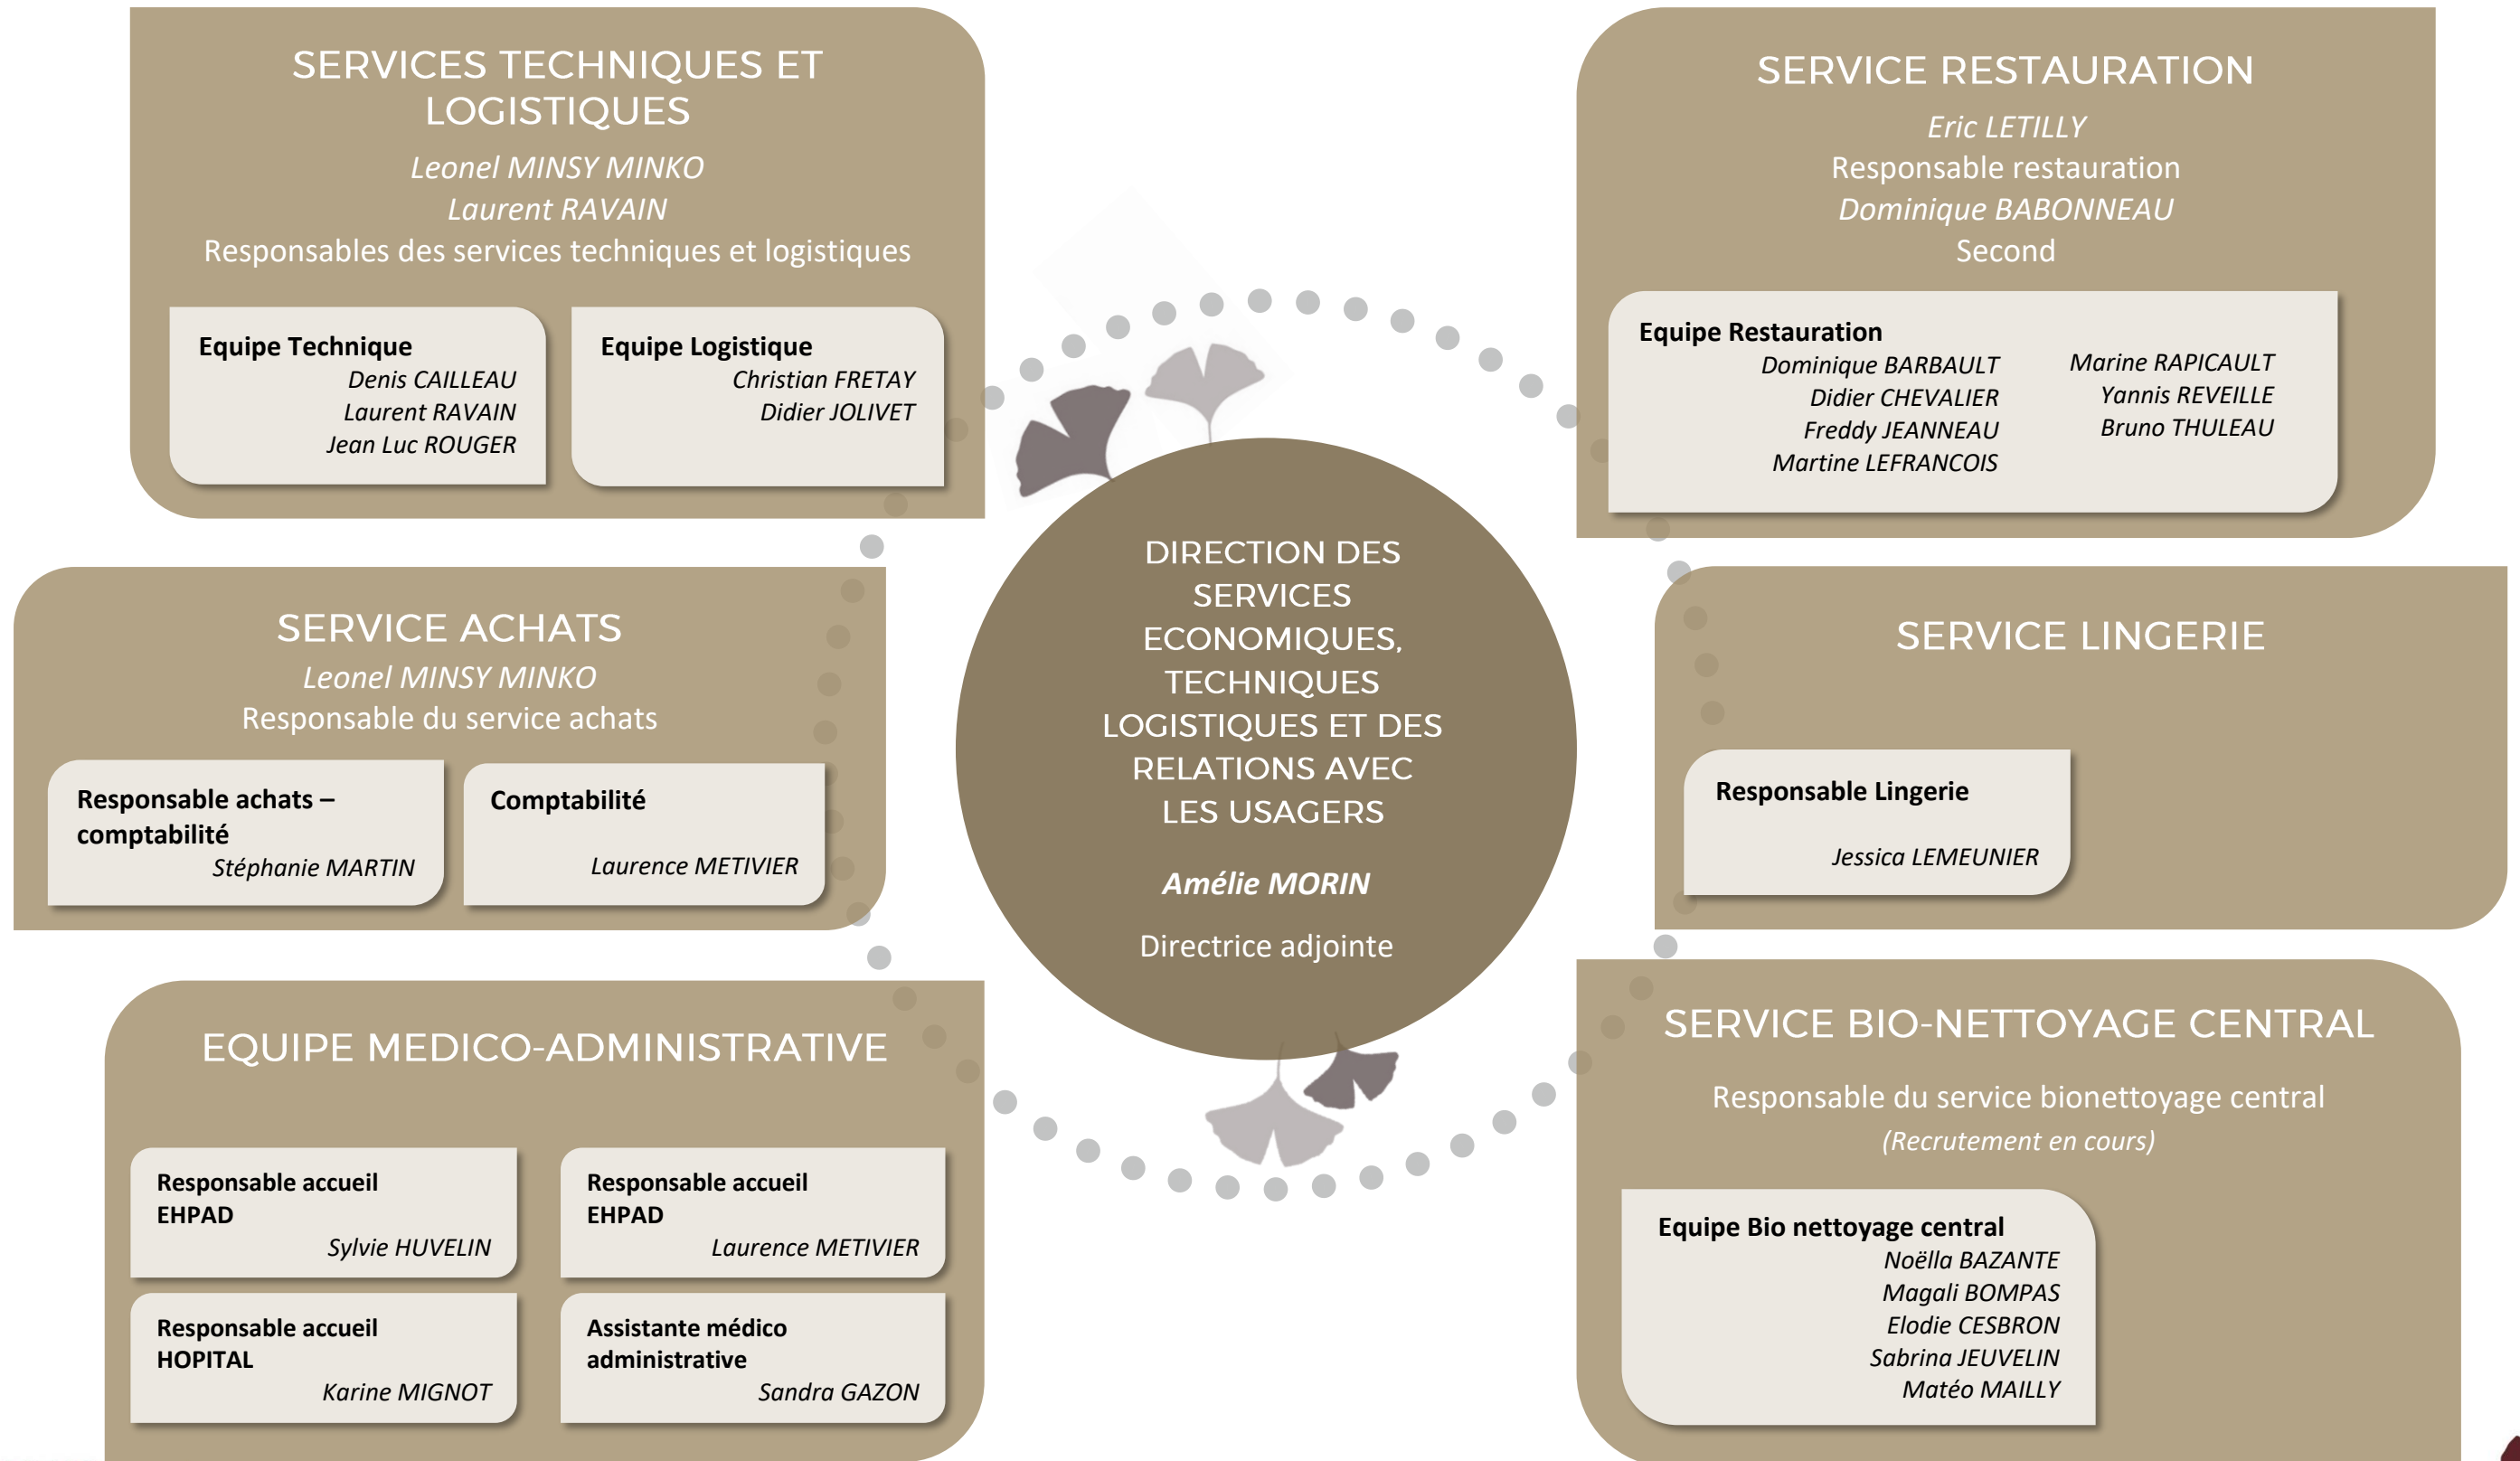 SERVICES TECHNIQUES ET
LOGISTIQUES
Leonel MINSY MINKO
Laurent RAVAIN
Responsables des services techniques et logistiques
Equipe Technique
Denis CAILLEAU
Laurent RAVAIN
Jean Luc ROUGER
Equipe Logistique
Christian FRETAY
Didier JOLIVET
SERVICE RESTAURATION
Eric LETILLY
Responsable restauration
Dominique BABONNEAU
Second
Equipe Restauration
Dominique BARBAULT
Didier CHEVALIER
Freddy JEANNEAU
Martine LEFRANCOIS
Marine RAPICAULT
Yannis REVEILLE
Bruno THULEAU
SERVICE ACHATS
Leonel MINSY MINKO
Responsable du service achats
Responsable achats –
comptabilité
Stéphanie MARTIN
Comptabilité
Laurence METIVIER
DIRECTION DES
SERVICES
ECONOMIQUES,
TECHNIQUES
LOGISTIQUES ET DES
RELATIONS AVEC
LES USAGERS
Amélie MORIN
Directrice adjointe
SERVICE LINGERIE
Responsable Lingerie
Jessica LEMEUNIER
EQUIPE MEDICO-ADMINISTRATIVE
Responsable accueil
EHPAD
Sylvie HUVELIN
Responsable accueil
EHPAD
Laurence METIVIER
Responsable accueil
HOPITAL
Karine MIGNOT
Assistante médico
administrative
Sandra GAZON
SERVICE BIO-NETTOYAGE CENTRAL
Responsable du service bionettoyage central
(Recrutement en cours)
Equipe Bio nettoyage central
Noëlla BAZANTE
Magali BOMPAS
Elodie CESBRON
Sabrina JEUVELIN
Matéo MAILLY